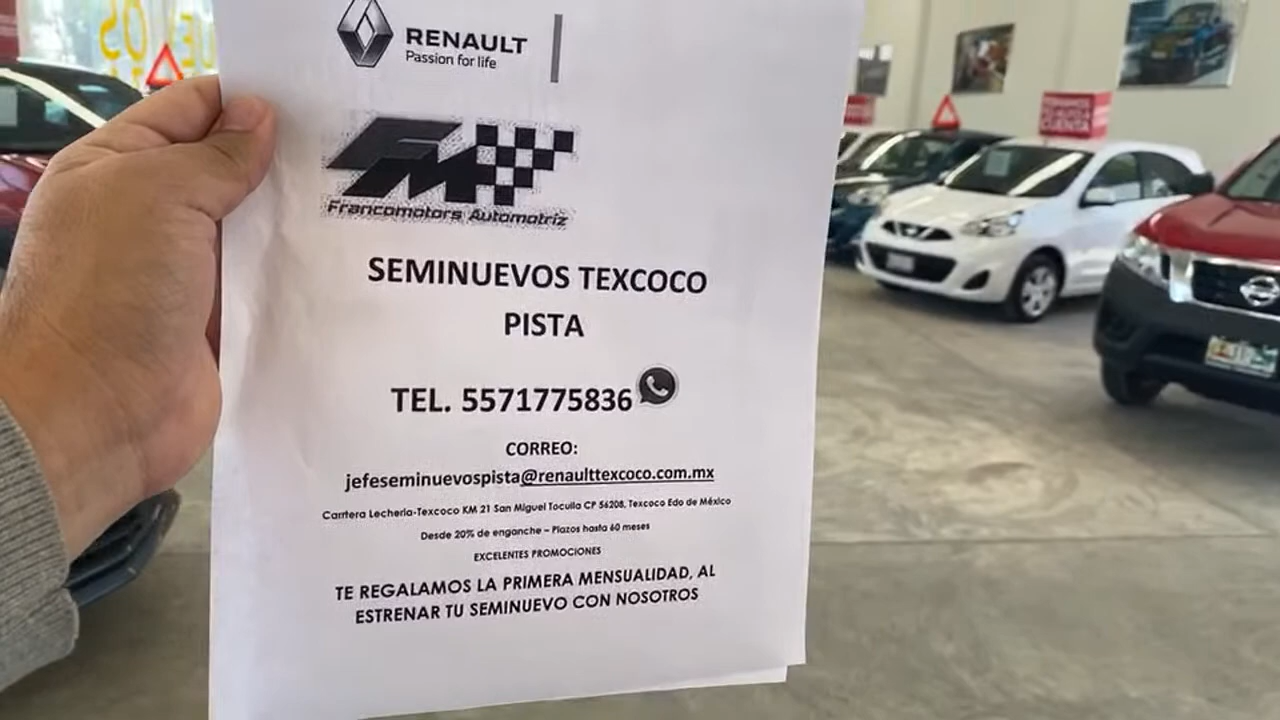 RENAULT
Passion for life
FM
Francomotors Automotriz
SEMINUEVOS TEXCOCO
PISTA
TEL. 5571775836
CORREO:
jefeseminuevospista@renaulttexcoco.com.mx
Carrtera Lecheria-Texcoco KM 21 San Miguel Tocuila CP 56208, Texcoco Edo de México
Desde 20% de enganche – Plazos hasta 60 meses
EXCELENTES PROMOCIONES
TE REGALAMOS LA PRIMERA MENSUALIDAD, AL
ESTRENAR TU SEMINUEVO CON NOSOTROS